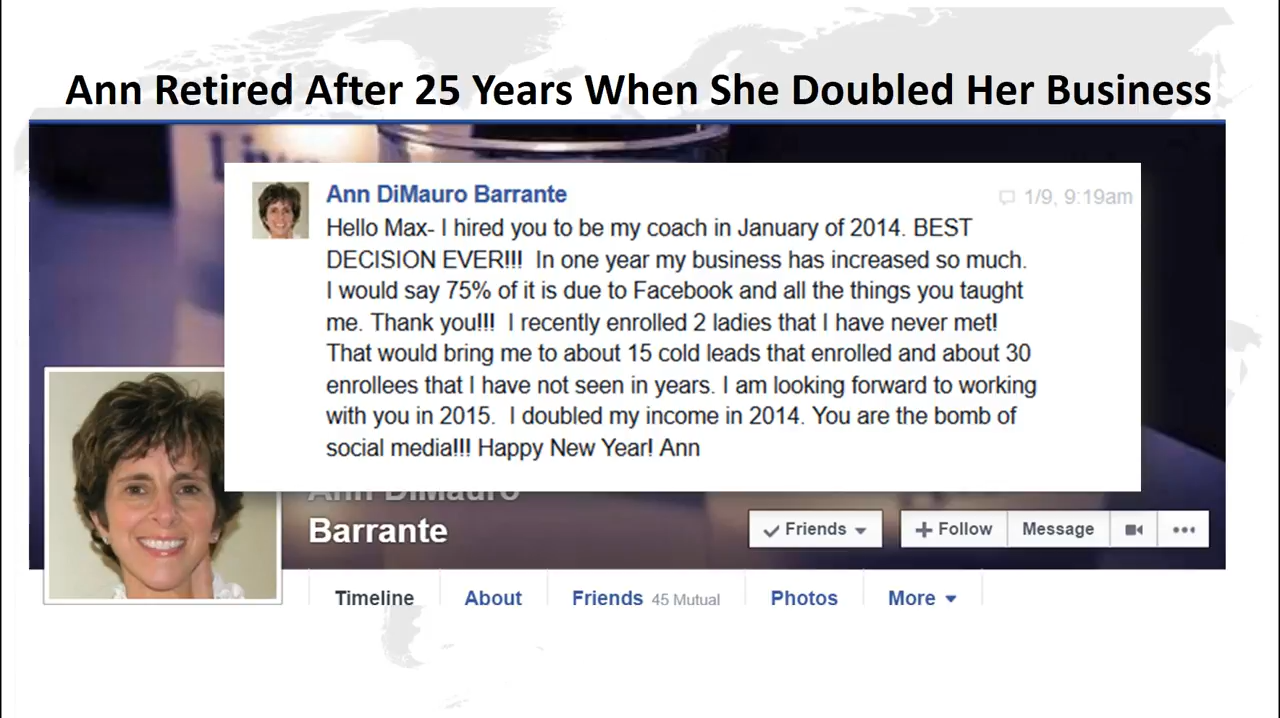 Ann Retired After 25 Years When She Doubled Her Business
Live
Ann DiMauro Barrante
1/9, 9:19am
Hello Max- I hired you to be my coach in January of 2014. BEST
DECISION EVER!!! In one year my business has increased so much.
I would say 75% of it is due to Facebook and all the things you taught
me. Thank you!!! I recently enrolled 2 ladies that I have never met!
That would bring me to about 15 cold leads that enrolled and about 30
enrollees that I have not seen in years. I am looking forward to working
with you in 2015. I doubled my income in 2014. You are the bomb of
social media!!! Happy New Year! Ann
Ann DiMauro
Barrante
Friends
Follow
Message
Timeline
About
Friends 45 Mutual
Photos
More